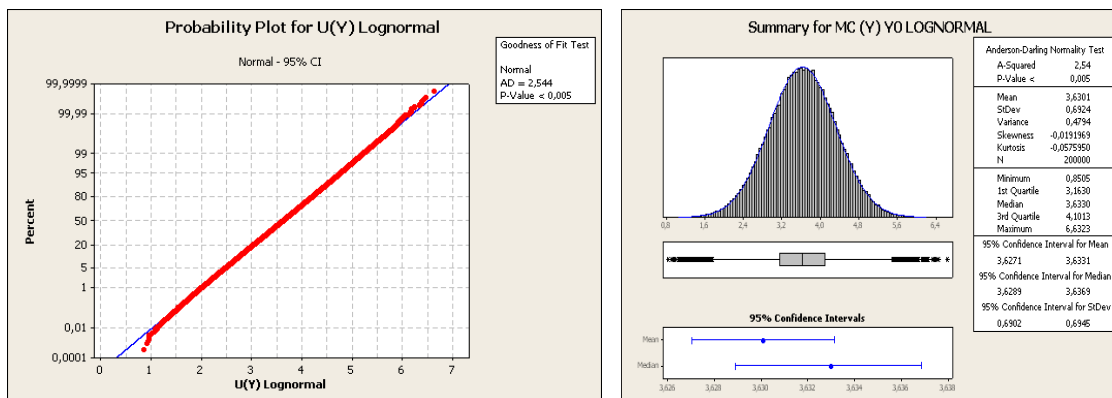 Probability Plot for U(Y) Lognormal
Normal - 95% CI
Goodness of Fit Test
Normal
AD = 2,544
P-Value < 0,005
99,9999
99,99
99
95
80
50
20
5
1
0,01
0,0001
Percent
0 1 2 3 4 5 6 7
U(Y) Lognormal
Summary for MC (Y) Y0 LOGNORMAL
Anderson-Darling Normality Test
A-Squared 2,54
P-Value < 0,005
Mean 3,6301
StDev 0,6924
Variance 0,4794
Skewness -0,0191969
Kurtosis -0,0575950
N 200000
Minimum 0,8505
1st Quartile 3,1630
Median 3,6330
3rd Quartile 4,1013
Maximum 6,6323
95% Confidence Interval for Mean
3,6271 3,6331
95% Confidence Interval for Median
3,6289 3,6369
95% Confidence Interval for StDev
0,6902 0,6945
0,8 1,6 2,4 3,2 4,0 4,8 5,6 6,4
95% Confidence Intervals
Mean
Median
3,626 3,628 3,630 3,632 3,634 3,636 3,638